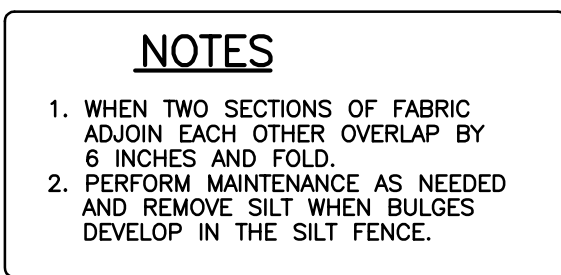 NOTES
1. WHEN TWO SECTIONS OF FABRIC
ADJOIN EACH OTHER OVERLAP BY
6 INCHES AND FOLD.
2. PERFORM MAINTENANCE AS NEEDED
AND REMOVE SILT WHEN BULGES
DEVELOP IN THE SILT FENCE.